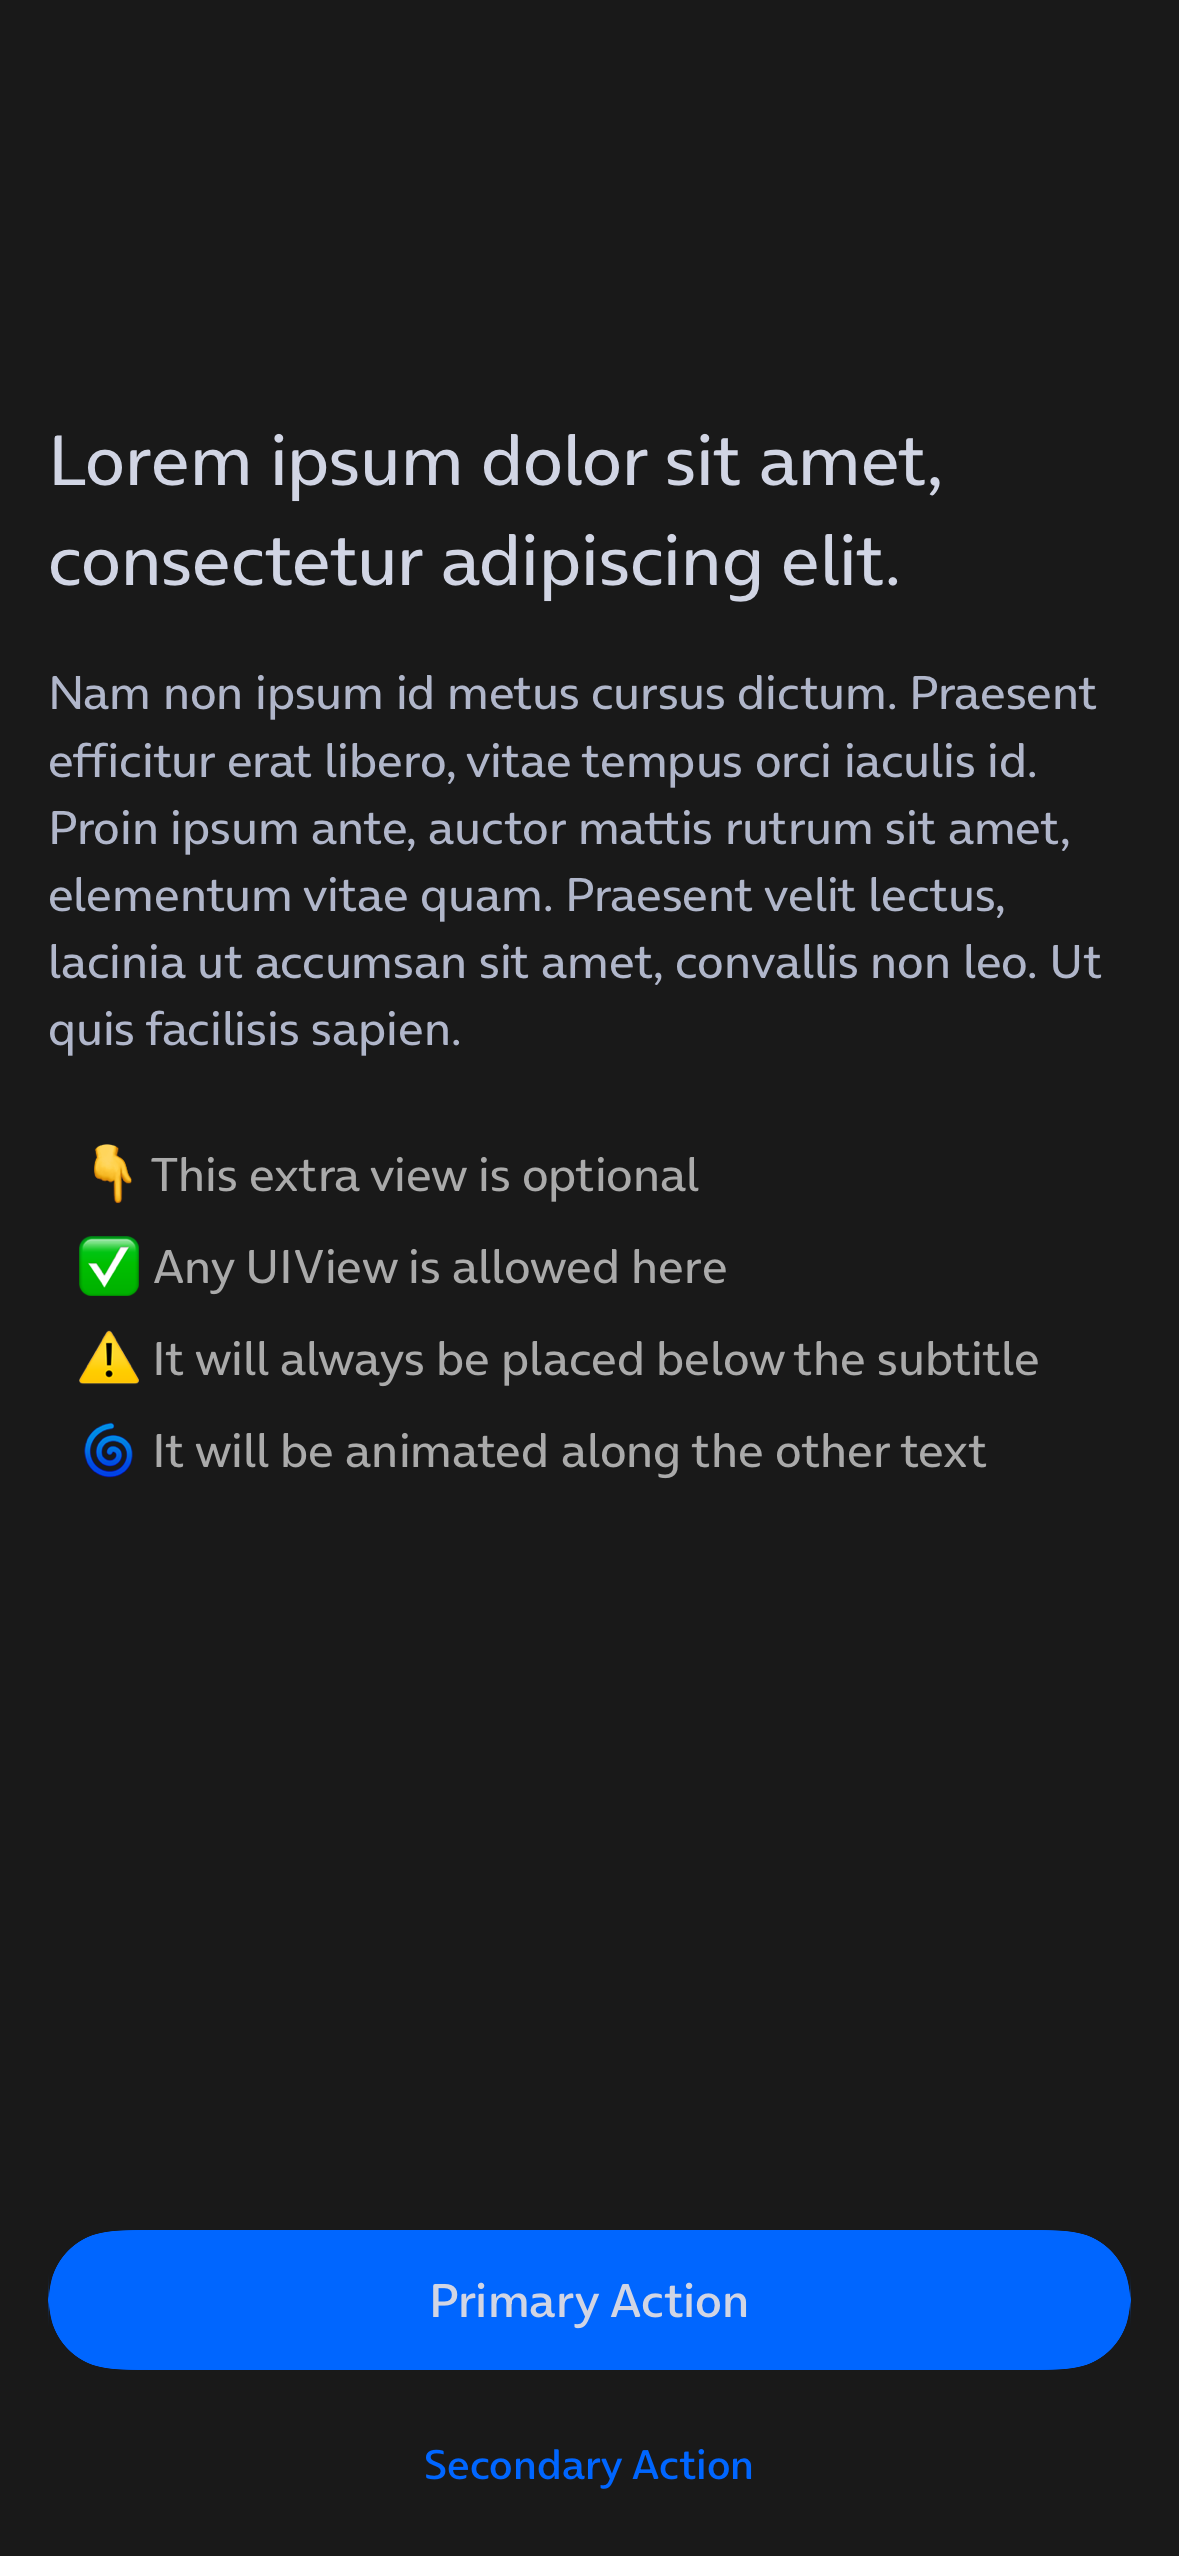 Lorem ipsum dolor sit amet,
consectetur adipiscing elit.
Nam non ipsum id metus cursus dictum. Praesent
efficitur erat libero, vitae tempus orci iaculis id.
Proin ipsum ante, auctor mattis rutrum sit amet,
elementum vitae quam. Praesent velit lectus,
lacinia ut accumsan sit amet, convallis non leo. Ut
quis facilisis sapien.
👇 This extra view is optional
✅ Any UIView is allowed here
⚠️ It will always be placed below the subtitle
🌀 It will be animated along the other text
Primary Action
Secondary Action